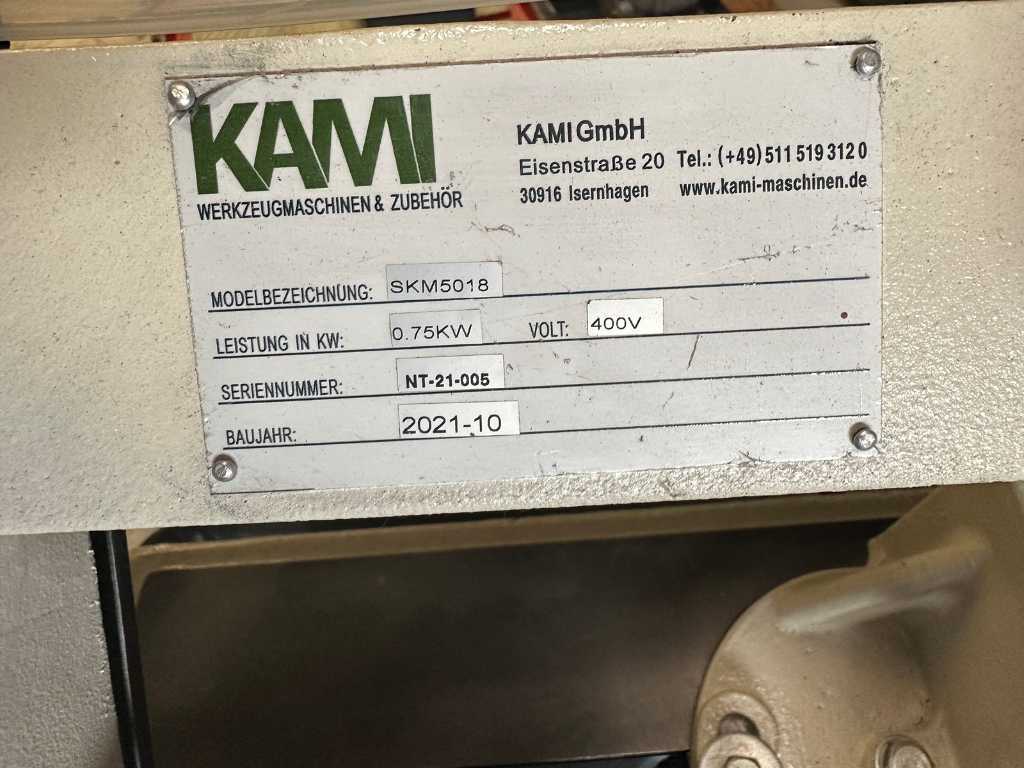 KAMI
WERKZEUGMASCHINEN & ZUBEHÖR
KAMI GmbH
Eisenstraße 20 Tel.: (+49) 511 519 312 0
30916 Isernhagen www.kami-maschinen.de
MODELBEZEICHNUNG: SKM5018
LEISTUNG IN KW: 0.75KW VOLT: 400V
SERIENNUMMER: NT-21-005
BAUJAHR: 2021-10